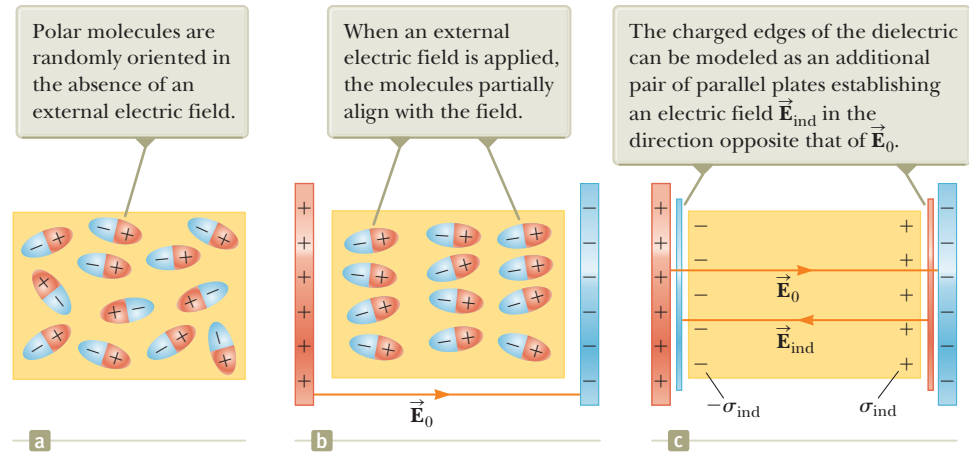 Polar molecules are
randomly oriented in
the absence of an
external electric field.
When an external
electric field is applied,
the molecules partially
align with the field.
The charged edges of the dielectric
can be modeled as an additional
pair of parallel plates establishing
an electric field E⃗ind in the
direction opposite that of E⃗0.
− + − + − +
− + − +
+ − + − − +
− + − + − + − +
+ − + − + − + −
+ − + − + − + −
+ − + − + − + −
+ − + − + − + −
+ + + + + +
− − − − − −
E⃗0
+ + + + + +
− − − − −
+ + + + +
− − − − − −
E⃗0
E⃗ind
−σind
σind
a
b
c